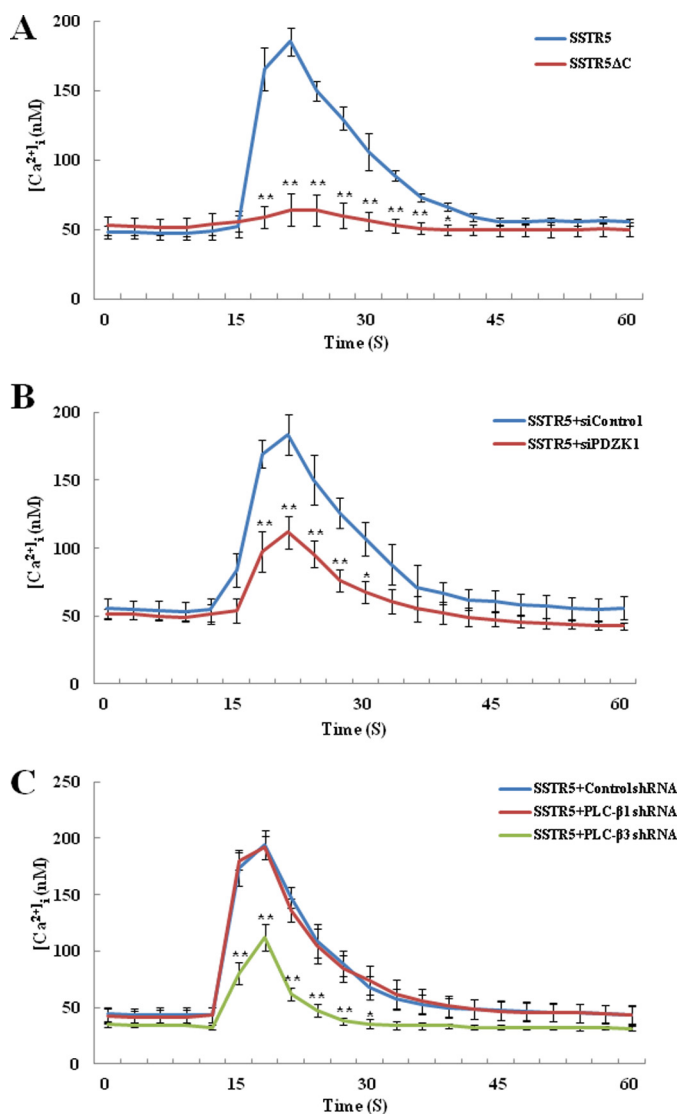 A
SSTR5
SSTR5ΔC
[Ca²⁺]ᵢ (nM)
200
150
100
50
0
** ** ** ** ** ** ** *
0 15 30 45 60
Time (S)
B
SSTR5+siControl
SSTR5+siPDZK1
[Ca²⁺]ᵢ (nM)
200
150
100
50
0
** ** ** ** *
0 15 30 45 60
Time (S)
C
SSTR5+ControlshRNA
SSTR5+PLC-β1shRNA
SSTR5+PLC-β3shRNA
[Ca²⁺]ᵢ (nM)
250
200
150
100
50
0
** ** ** ** ** *
0 15 30 45 60
Time (S)